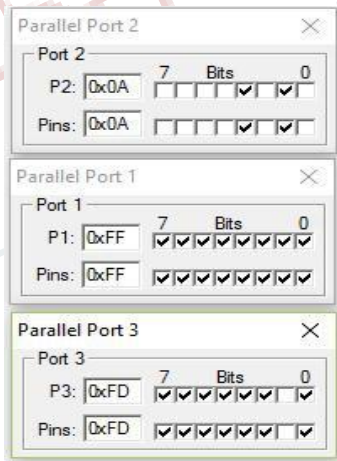 Parallel Port 2
Port 2
7 Bits 0
P2: 0x0A
Pins: 0x0A
Parallel Port 1
Port 1
7 Bits 0
P1: 0xFF
Pins: 0xFF
Parallel Port 3
Port 3
7 Bits 0
P3: 0xFD
Pins: 0xFD